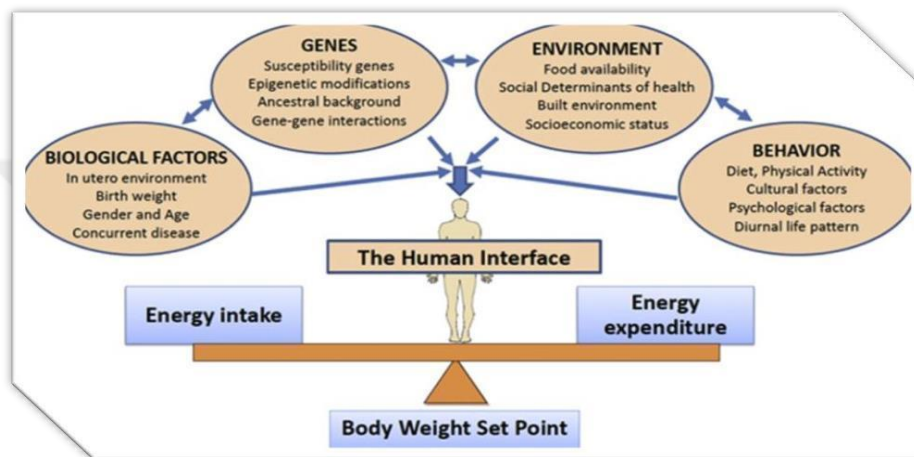 GENES
Susceptibility genes
Epigenetic modifications
Ancestral background
Gene-gene interactions
ENVIRONMENT
Food availability
Social Determinants of health
Built environment
Socioeconomic status
BIOLOGICAL FACTORS
In utero environment
Birth weight
Gender and Age
Concurrent disease
BEHAVIOR
Diet, Physical Activity
Cultural factors
Psychological factors
Diurnal life pattern
The Human Interface
Energy intake
Energy
expenditure
Body Weight Set Point